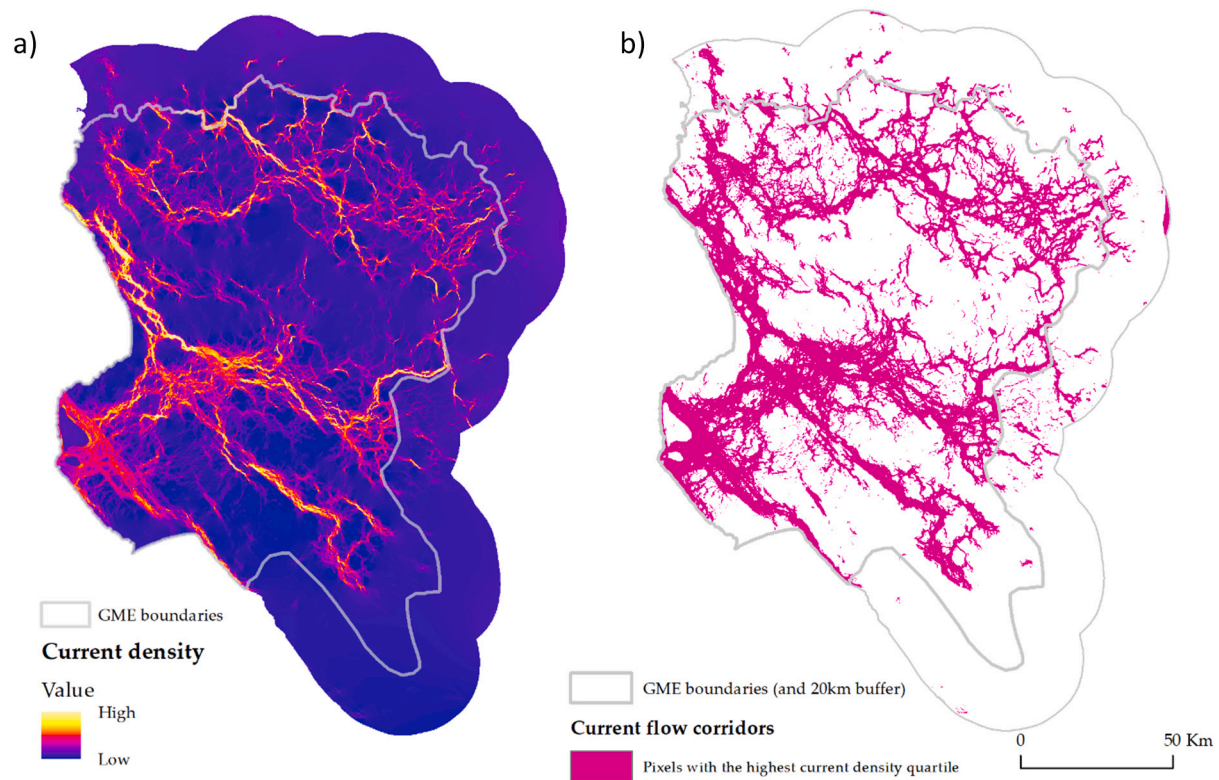 a)
b)
GME boundaries
Current density
Value
High
Low
GME boundaries (and 20km buffer)
Current flow corridors
Pixels with the highest current density quartile
0
50 Km